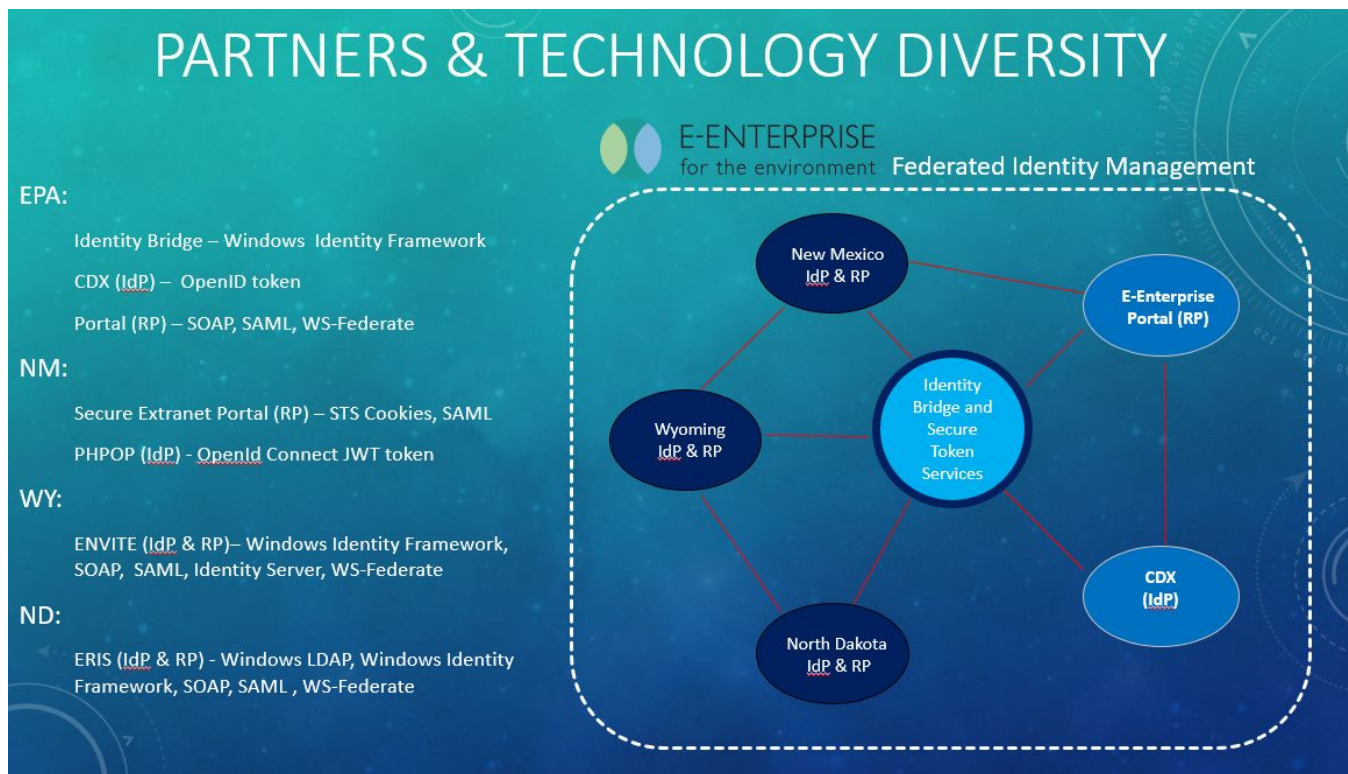 PARTNERS & TECHNOLOGY DIVERSITY
E-ENTERPRISE
for the environment
Federated Identity Management
EPA:
Identity Bridge – Windows Identity Framework
CDX (IdP) – OpenID token
Portal (RP) – SOAP, SAML, WS-Federate
NM:
Secure Extranet Portal (RP) – STS Cookies, SAML
PHPOP (IdP) - OpenId Connect JWT token
WY:
ENVITE (IdP & RP)– Windows Identity Framework,
SOAP, SAML, Identity Server, WS-Federate
ND:
ERIS (IdP & RP) - Windows LDAP, Windows Identity
Framework, SOAP, SAML , WS-Federate
New Mexico
IdP & RP
E-Enterprise
Portal (RP)
Identity
Bridge and
Secure
Token
Services
Wyoming
IdP & RP
CDX
(IdP)
North Dakota
IdP & RP